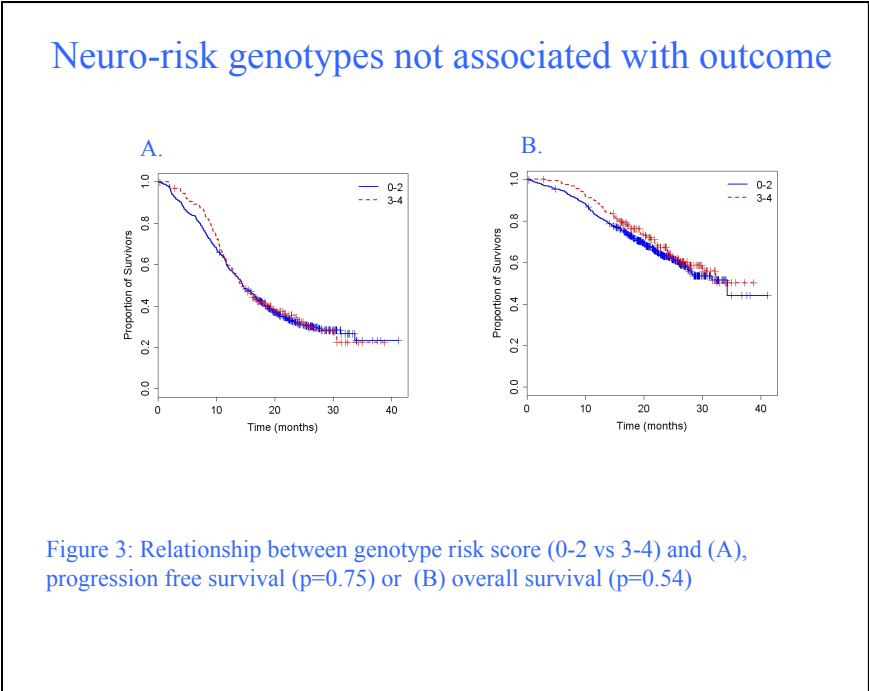 Neuro-risk genotypes not associated with outcome
A.
B.
Proportion of Survivors
0.0
0.2
0.4
0.6
0.8
1.0
0-2
3-4
0
10
20
30
40
Time (months)
Proportion of Survivors
0.0
0.2
0.4
0.6
0.8
1.0
0-2
3-4
0
10
20
30
40
Time (months)
Figure 3: Relationship between genotype risk score (0-2 vs 3-4) and (A),
progression free survival (p=0.75) or (B) overall survival (p=0.54)